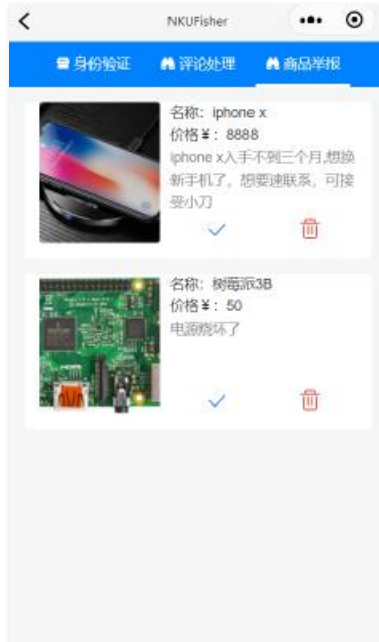 NKUFisher
身份验证 评论处理 商品举报
名称：iphone x
价格￥：8888
iphone x入手不到三个月,想换
新手机了，想要速联系，可接
受小刀
名称：树莓派3B
价格￥：50
电源烧坏了